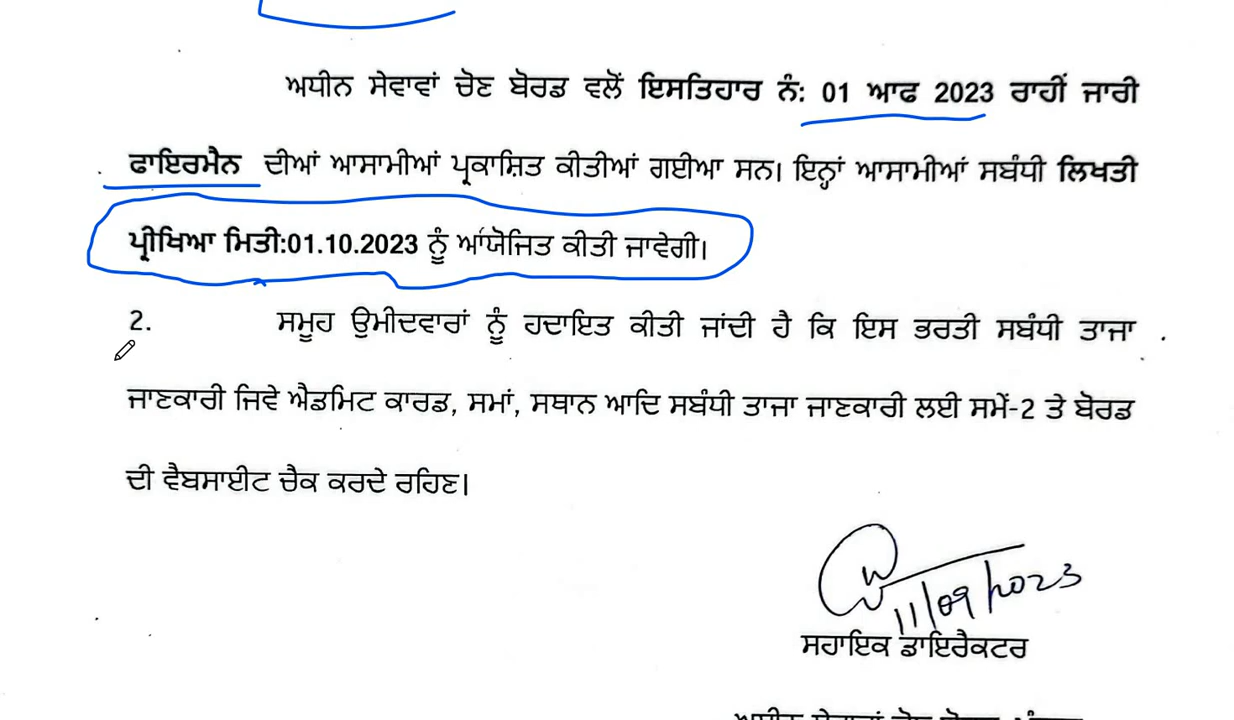 ਅਧੀਨ ਸੇਵਾਵਾਂ ਚੋਣ ਬੋਰਡ ਵਲੋਂ ਇਸਤਿਹਾਰ ਨੰ: 01 ਆਫ 2023 ਰਾਹੀਂ ਜਾਰੀ
ਫਾਇਰਮੈਨ ਦੀਆਂ ਆਸਾਮੀਆਂ ਪ੍ਰਕਾਸ਼ਿਤ ਕੀਤੀਆਂ ਗਈਆ ਸਨ। ਇਨ੍ਹਾਂ ਆਸਾਮੀਆਂ ਸਬੰਧੀ ਲਿਖਤੀ
ਪ੍ਰੀਖਿਆ ਮਿਤੀ:01.10.2023 ਨੂੰ ਆਂਯੋਜਿਤ ਕੀਤੀ ਜਾਵੇਗੀ।
2. ਸਮੂਹ ਉਮੀਦਵਾਰਾਂ ਨੂੰ ਹਦਾਇਤ ਕੀਤੀ ਜਾਂਦੀ ਹੈ ਕਿ ਇਸ ਭਰਤੀ ਸਬੰਧੀ ਤਾਜਾ
ਜਾਣਕਾਰੀ ਜਿਵੇ ਐਡਮਿਟ ਕਾਰਡ, ਸਮਾਂ, ਸਥਾਨ ਆਦਿ ਸਬੰਧੀ ਤਾਜਾ ਜਾਣਕਾਰੀ ਲਈ ਸਮੇਂ-2 ਤੇ ਬੋਰਡ
ਦੀ ਵੈਬਸਾਈਟ ਚੈਕ ਕਰਦੇ ਰਹਿਣ।
11/09/2023
ਸਹਾਇਕ ਡਾਇਰੈਕਟਰ